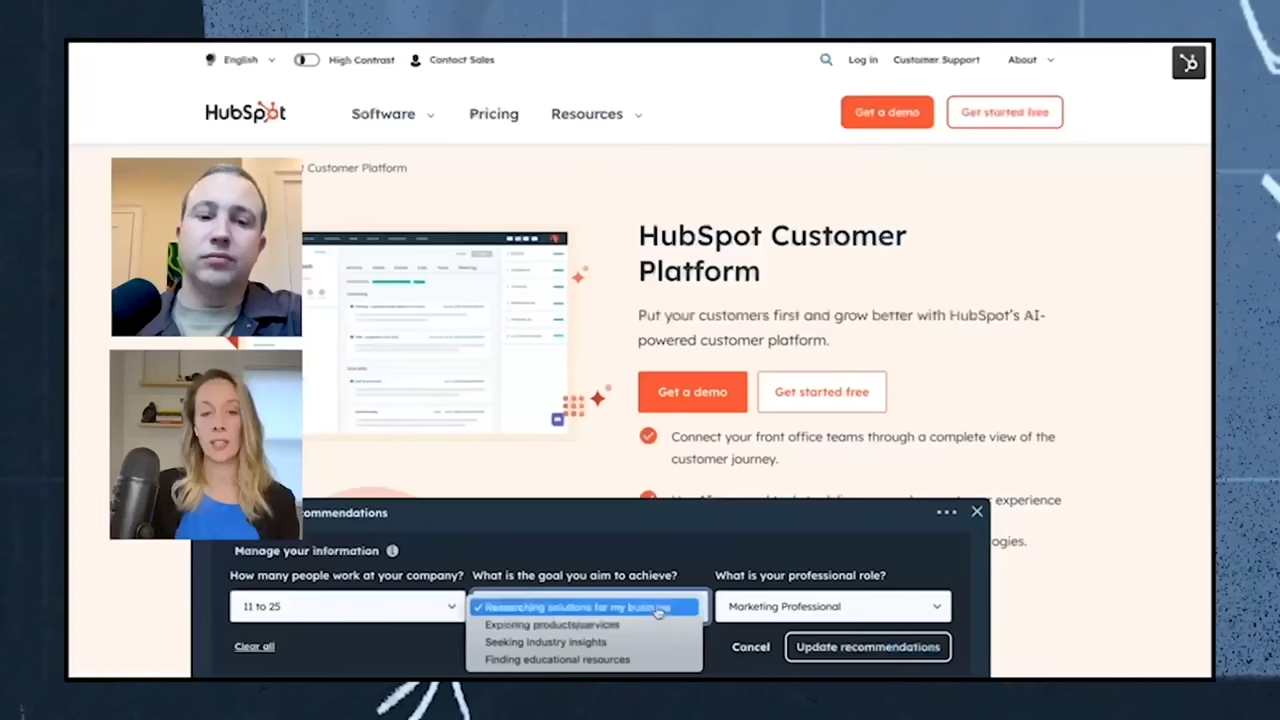 English
High Contrast
Contact Sales
Log in
Customer Support
About
HubSpot
Software
Pricing
Resources
Get a demo
Get started free
Customer Platform
HubSpot Customer
Platform
Put your customers first and grow better with HubSpot's AI-
powered customer platform.
Get a demo
Get started free
Connect your front office teams through a complete view of the
customer journey.
experience
ogies.
ommendations
Manage your information
How many people work at your company?
What is the goal you aim to achieve?
What is your professional role?
11 to 25
Researching solutions for my
Marketing Professional
Exploring products/services
Seeking industry insights
Finding educational resources
Clear all
Cancel
Update recommendations